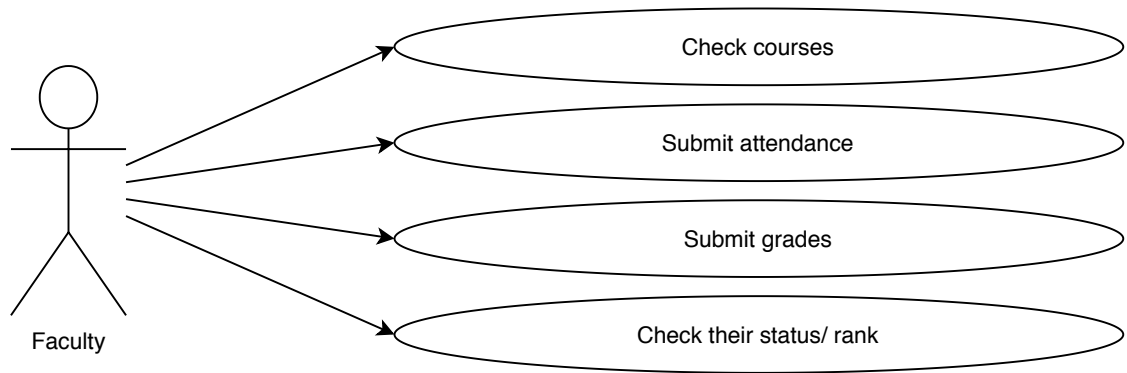 Check courses
Submit attendance
Submit grades
Check their status/ rank
Faculty